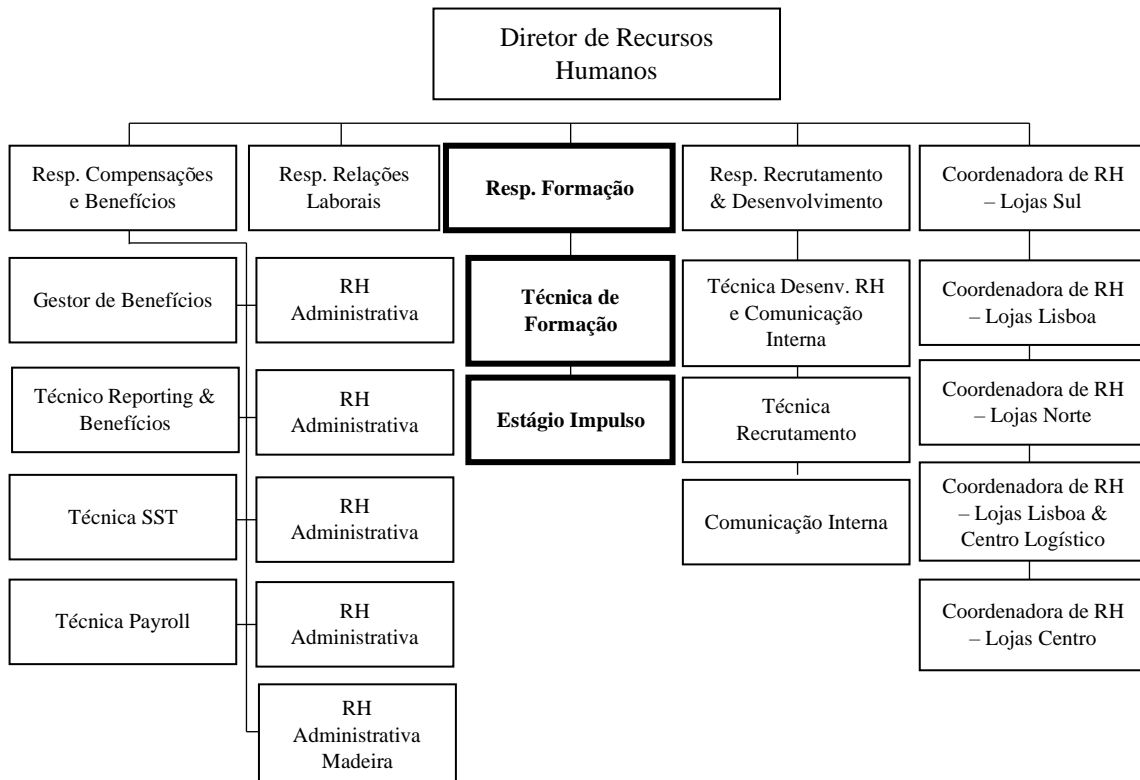 Diretor de Recursos
Humanos
Resp. Compensações
e Benefícios
Resp. Relações
Laborais
Resp. Formação
Resp. Recrutamento
& Desenvolvimento
Coordenadora de RH
– Lojas Sul
Gestor de Benefícios
RH
Administrativa
Técnica de
Formação
Técnica Desenv. RH
e Comunicação
Interna
Coordenadora de RH
– Lojas Lisboa
Técnico Reporting &
Benefícios
RH
Administrativa
Estágio Impulso
Técnica
Recrutamento
Coordenadora de RH
– Lojas Norte
Técnica SST
RH
Administrativa
Comunicação Interna
Coordenadora de RH
– Lojas Lisboa &
Centro Logístico
Técnica Payroll
RH
Administrativa
Coordenadora de RH
– Lojas Centro
RH
Administrativa
Madeira